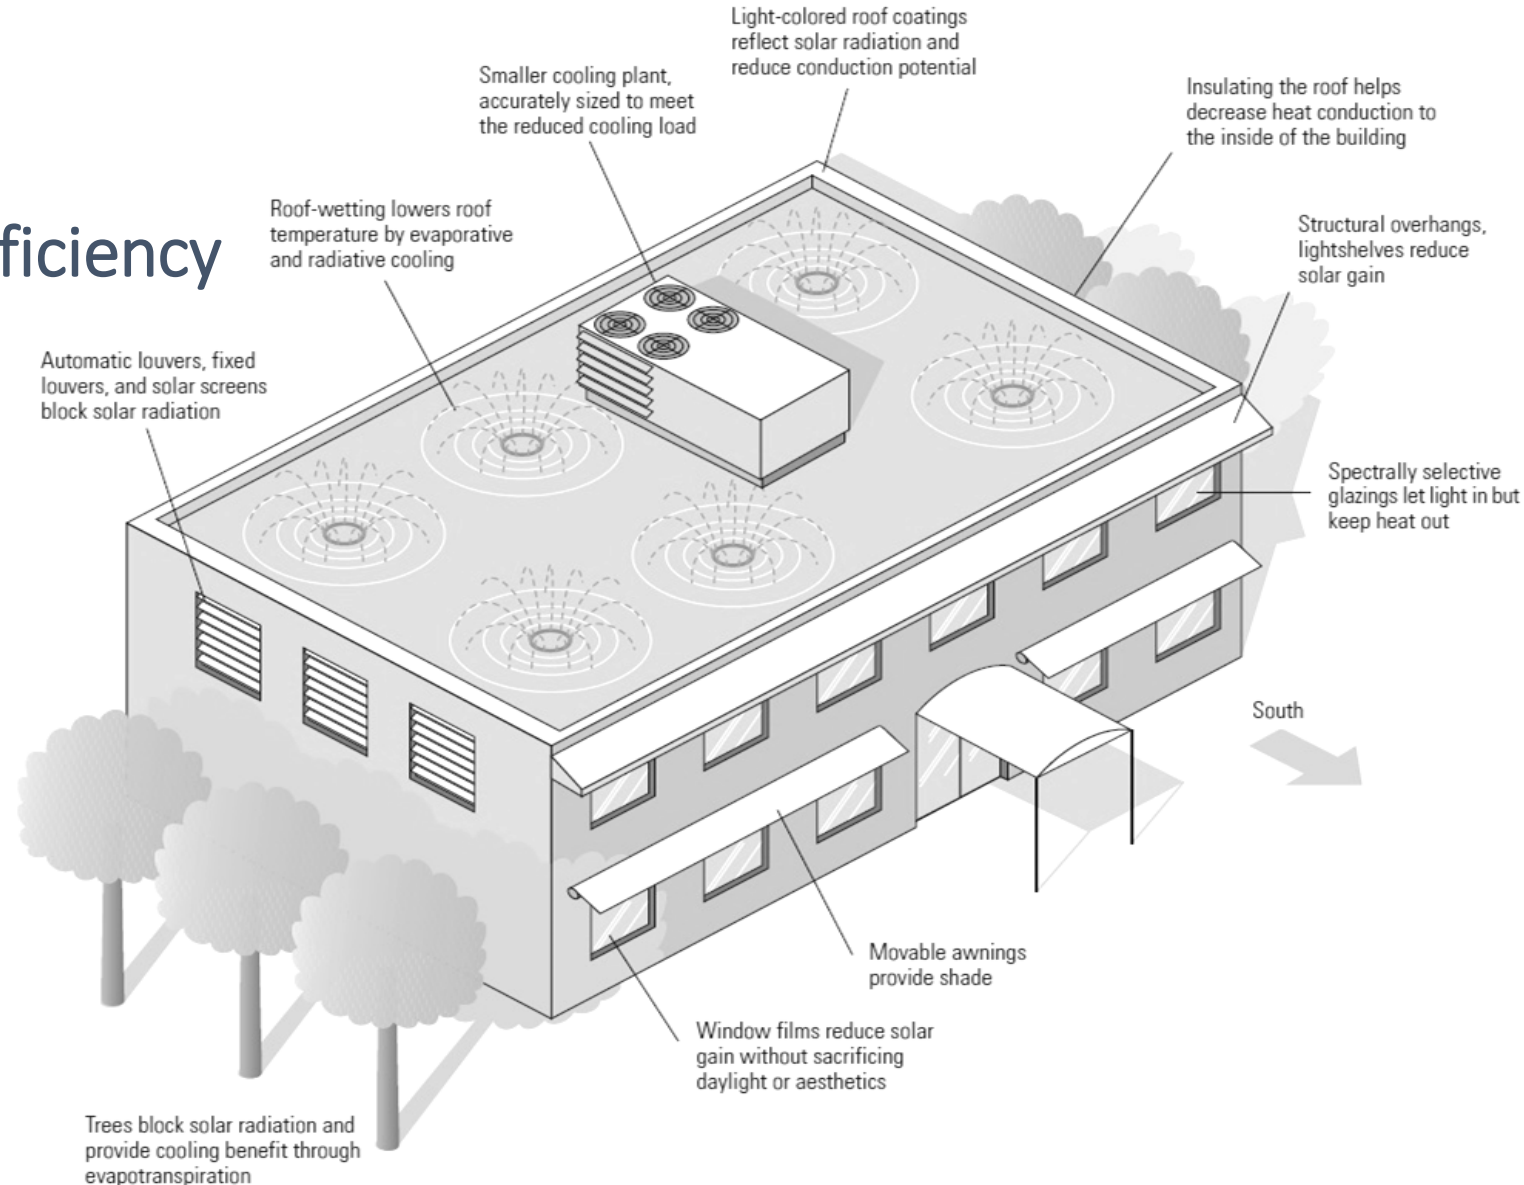 Light-colored roof coatings
reflect solar radiation and
reduce conduction potential
Smaller cooling plant,
accurately sized to meet
the reduced cooling load
Insulating the roof helps
decrease heat conduction to
the inside of the building
ficiency
Roof-wetting lowers roof
temperature by evaporative
and radiative cooling
Structural overhangs,
lightshelves reduce
solar gain
Automatic louvers, fixed
louvers, and solar screens
block solar radiation
Spectrally selective
glazings let light in but
keep heat out
South
Movable awnings
provide shade
Window films reduce solar
gain without sacrificing
daylight or aesthetics
Trees block solar radiation and
provide cooling benefit through
evapotranspiration